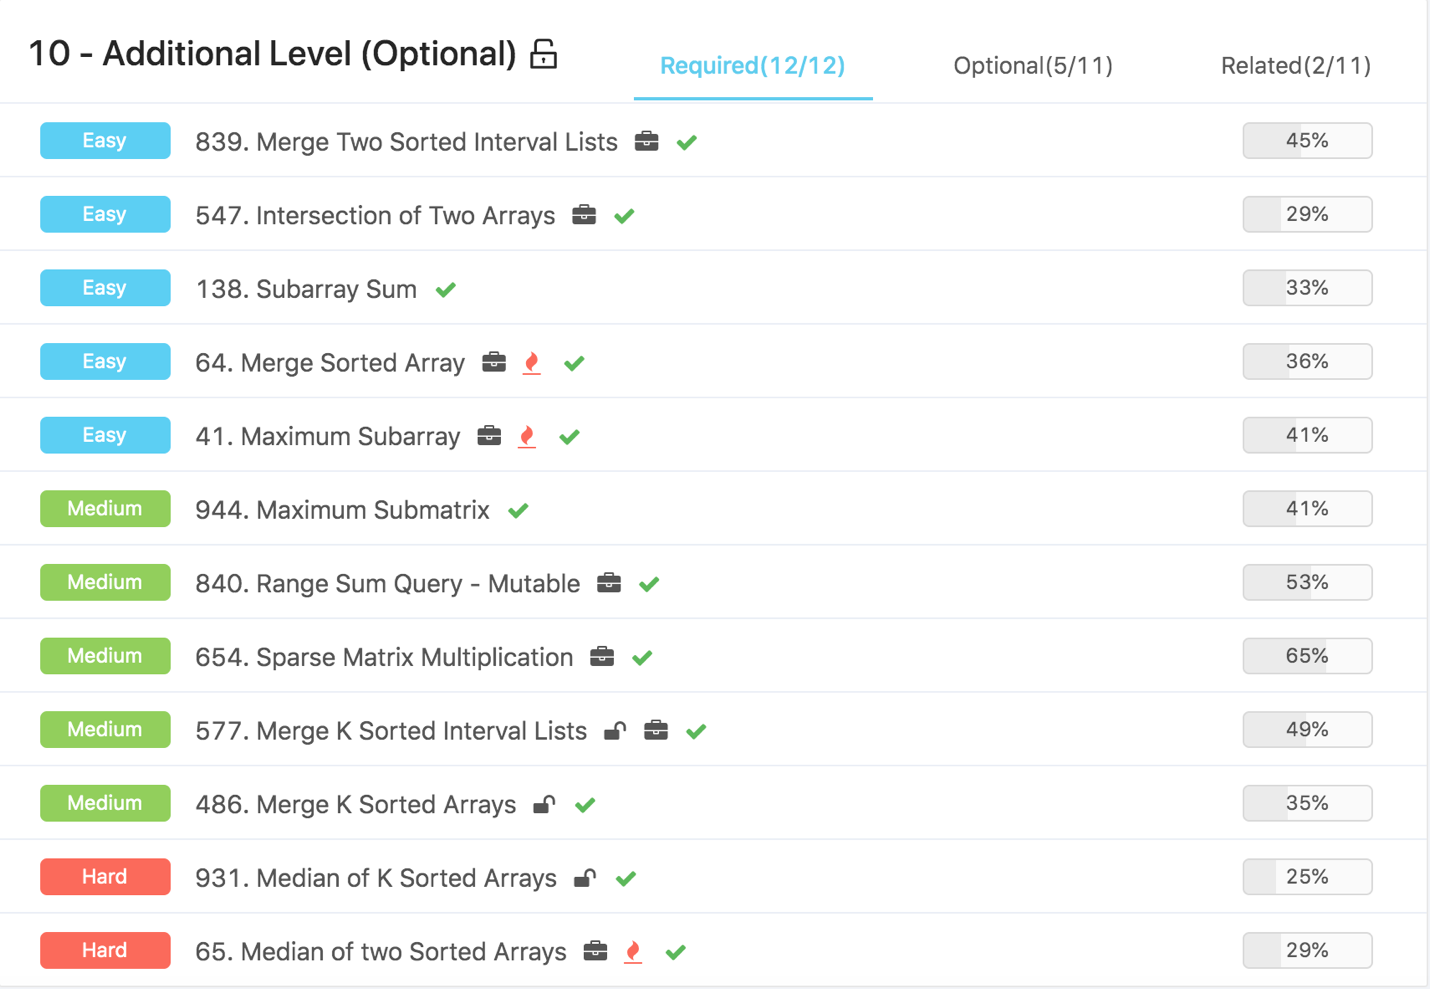 10 - Additional Level (Optional) Required(12/12) Optional(5/11) Related(2/11)
Easy 839. Merge Two Sorted Interval Lists 45%
Easy 547. Intersection of Two Arrays 29%
Easy 138. Subarray Sum 33%
Easy 64. Merge Sorted Array 36%
Easy 41. Maximum Subarray 41%
Medium 944. Maximum Submatrix 41%
Medium 840. Range Sum Query - Mutable 53%
Medium 654. Sparse Matrix Multiplication 65%
Medium 577. Merge K Sorted Interval Lists 49%
Medium 486. Merge K Sorted Arrays 35%
Hard 931. Median of K Sorted Arrays 25%
Hard 65. Median of two Sorted Arrays 29%